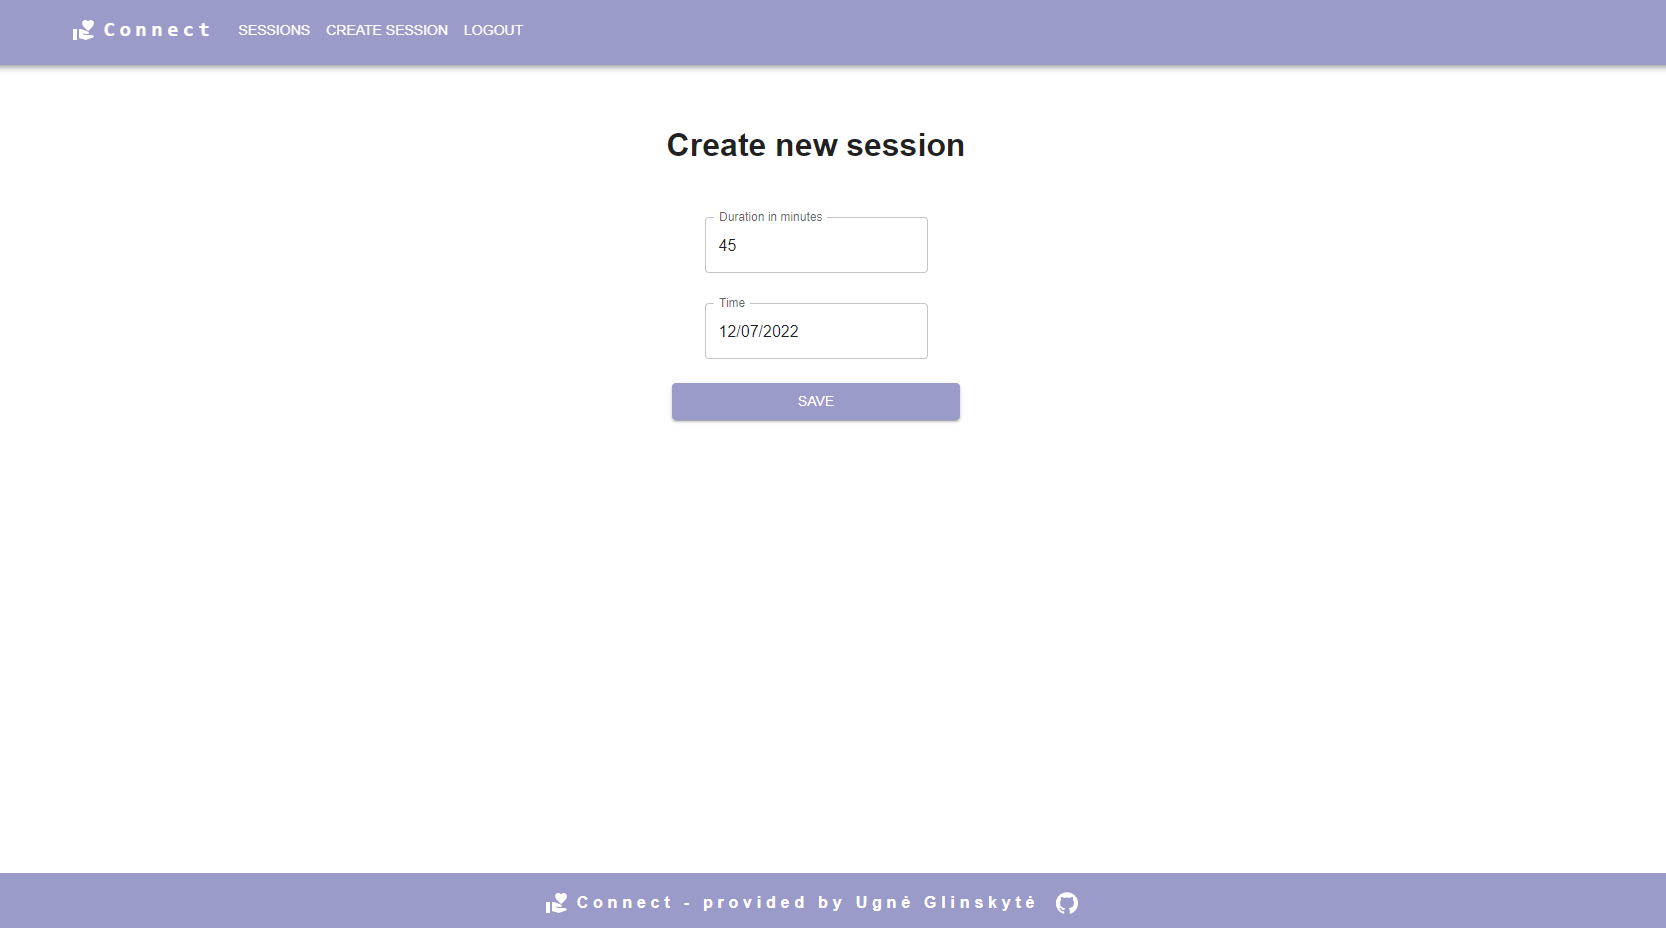 Connect SESSIONS CREATE SESSION LOGOUT
Create new session
Duration in minutes
45
Time
12/07/2022
SAVE
Connect - provided by Ugnė Glinskytė